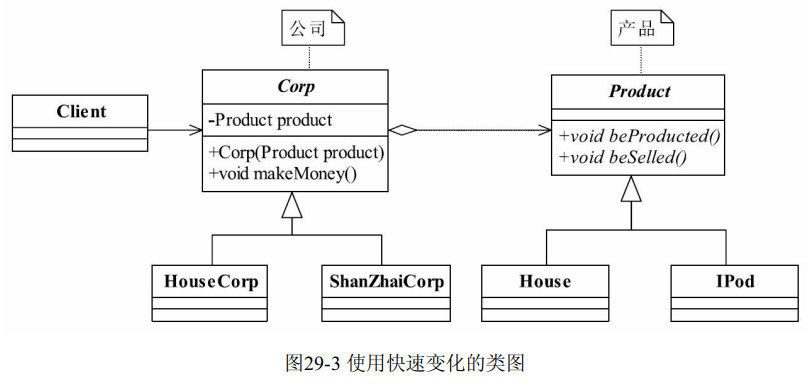 公司
产品
Client
Corp
-Product product
+Corp(Product product)
+void makeMoney()
Product
+void beProducted()
+void beSelled()
HouseCorp
ShanZhaiCorp
House
IPod
图29-3 使用快速变化的类图